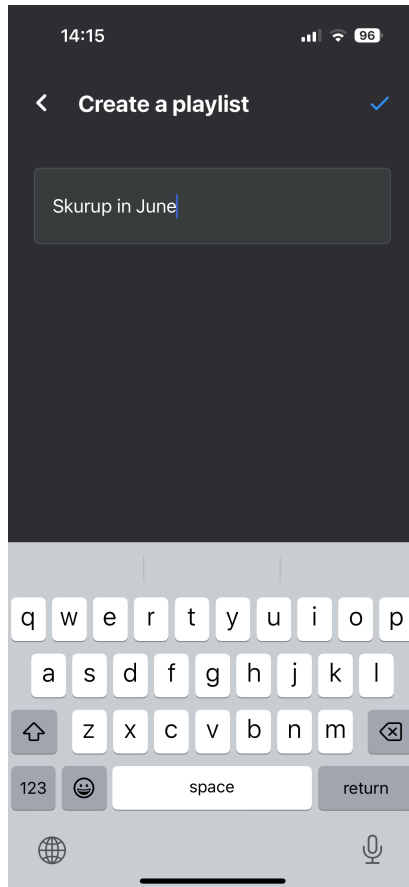 14:15
96
Create a playlist
Skurup in June
q w e r t y u i o p
a s d f g h j k l
z x c v b n m
123 space return